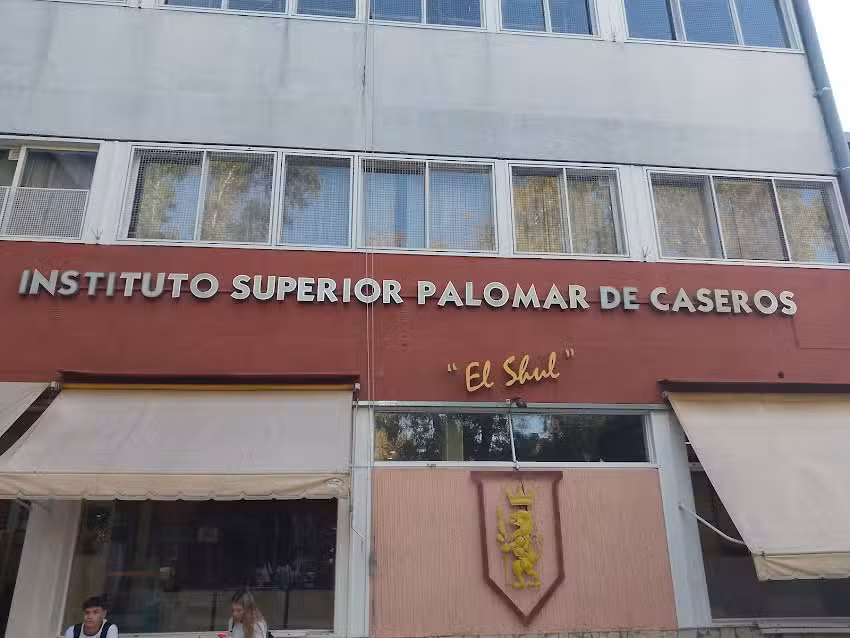 INSTITUTO SUPERIOR PALOMAR DE CASEROS
"El Shul"